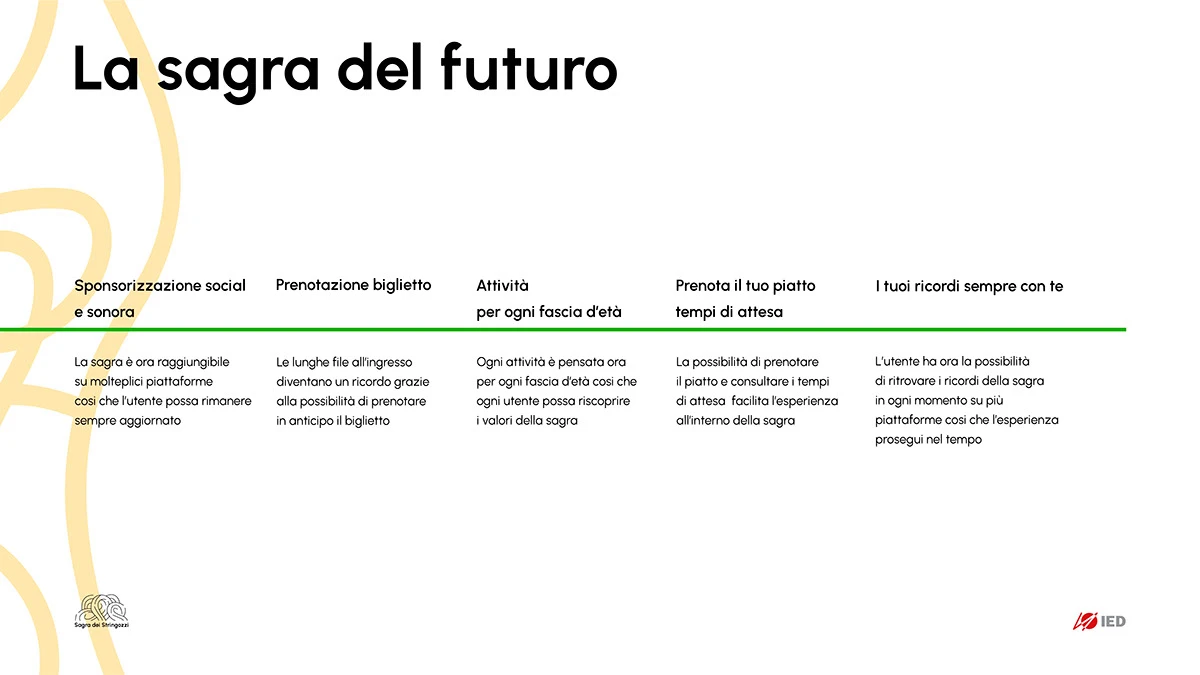 La sagra del futuro
Sponsorizzazione social
e sonora
La sagra è ora raggiungibile
su molteplici piattaforme
cosi che l'utente possa rimanere
sempre aggiornato
Prenotazione biglietto
Le lunghe file all'ingresso
diventano un ricordo grazie
alla possibilità di prenotare
in anticipo il biglietto
Attività
per ogni fascia d'età
Ogni attività è pensata ora
per ogni fascia d'età cosi che
ogni utente possa riscoprire
i valori della sagra
Prenota il tuo piatto
tempi di attesa
La possibilità di prenotare
il piatto e consultare i tempi
di attesa  facilita l'esperienza
all'interno della sagra
I tuoi ricordi sempre con te
L'utente ha ora la possibilità
di ritrovare i ricordi della sagra
in ogni momento su più
piattaforme cosi che l'esperienza
prosegui nel tempo
Sagra dei Stringozzi
IED